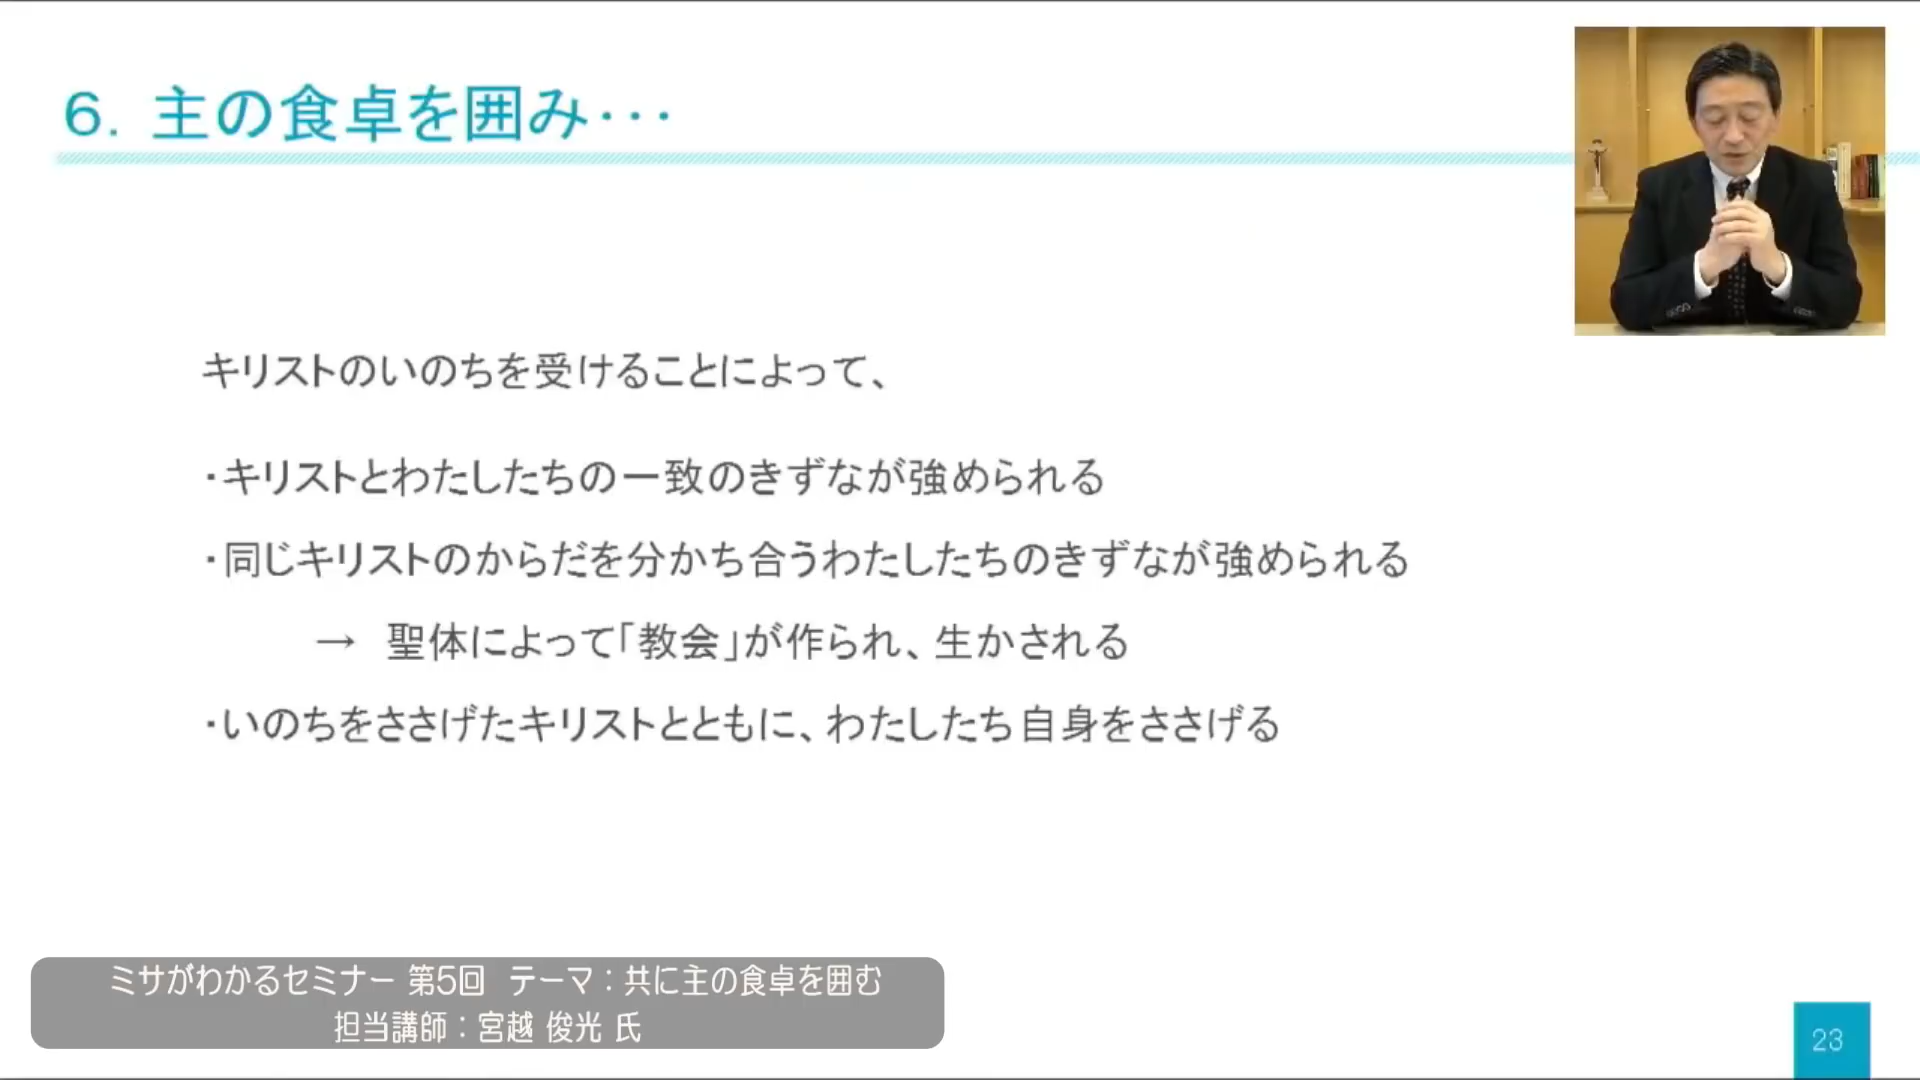 6. 主の食卓を囲み・・・
キリストのいのちを受けることによって、
・キリストとわたしたちの一致のきずなが強められる
・同じキリストのからだを分かち合うわたしたちのきずなが強められる
→ 聖体によって「教会」が作られ、生かされる
・いのちをささげたキリストとともに、わたしたち自身をささげる
ミサがわかるセミナー 第5回 テーマ：共に主の食卓を囲む
担当講師：宮越 俊光 氏
23